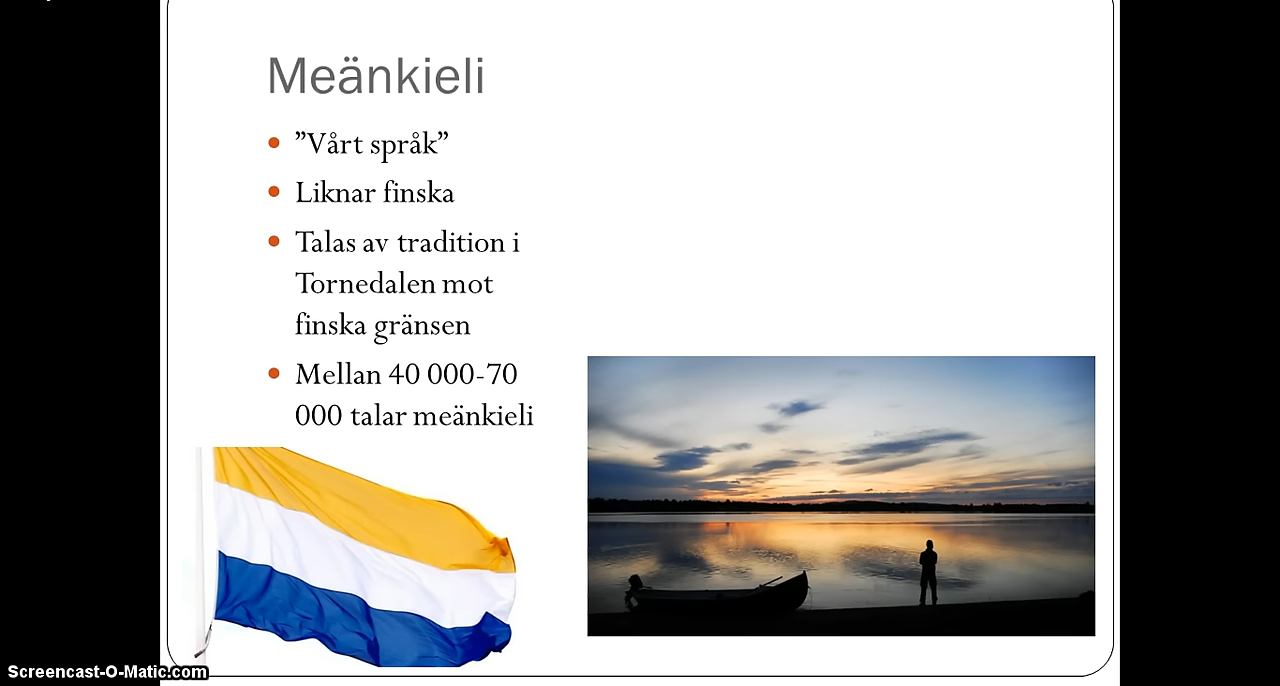 Meänkieli
”Vårt språk”
Liknar finska
Talas av tradition i
Tornedalen mot
finska gränsen
Mellan 40 000-70
000 talar meänkieli
Screencast-O-Matic.com